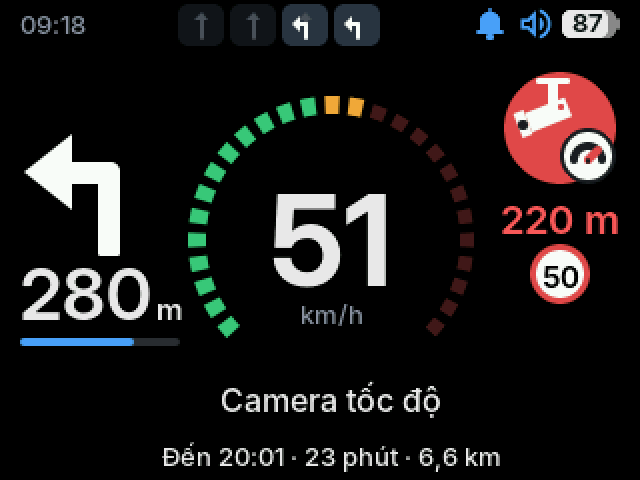 09:18
87
280 m
51
km/h
220 m
50
Camera tốc độ
Đến 20:01 · 23 phút · 6,6 km